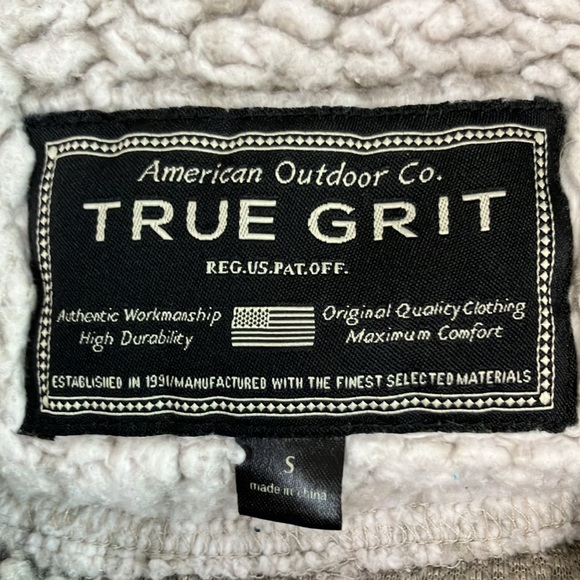 American Outdoor Co.
TRUE GRIT
REG.US.PAT.OFF.
Authentic Workmanship
High Durability
Original Quality Clothing
Maximum Comfort
ESTABLISHED IN 1991/MANUFACTURED WITH THE FINEST SELECTED MATERIALS
S
made in china